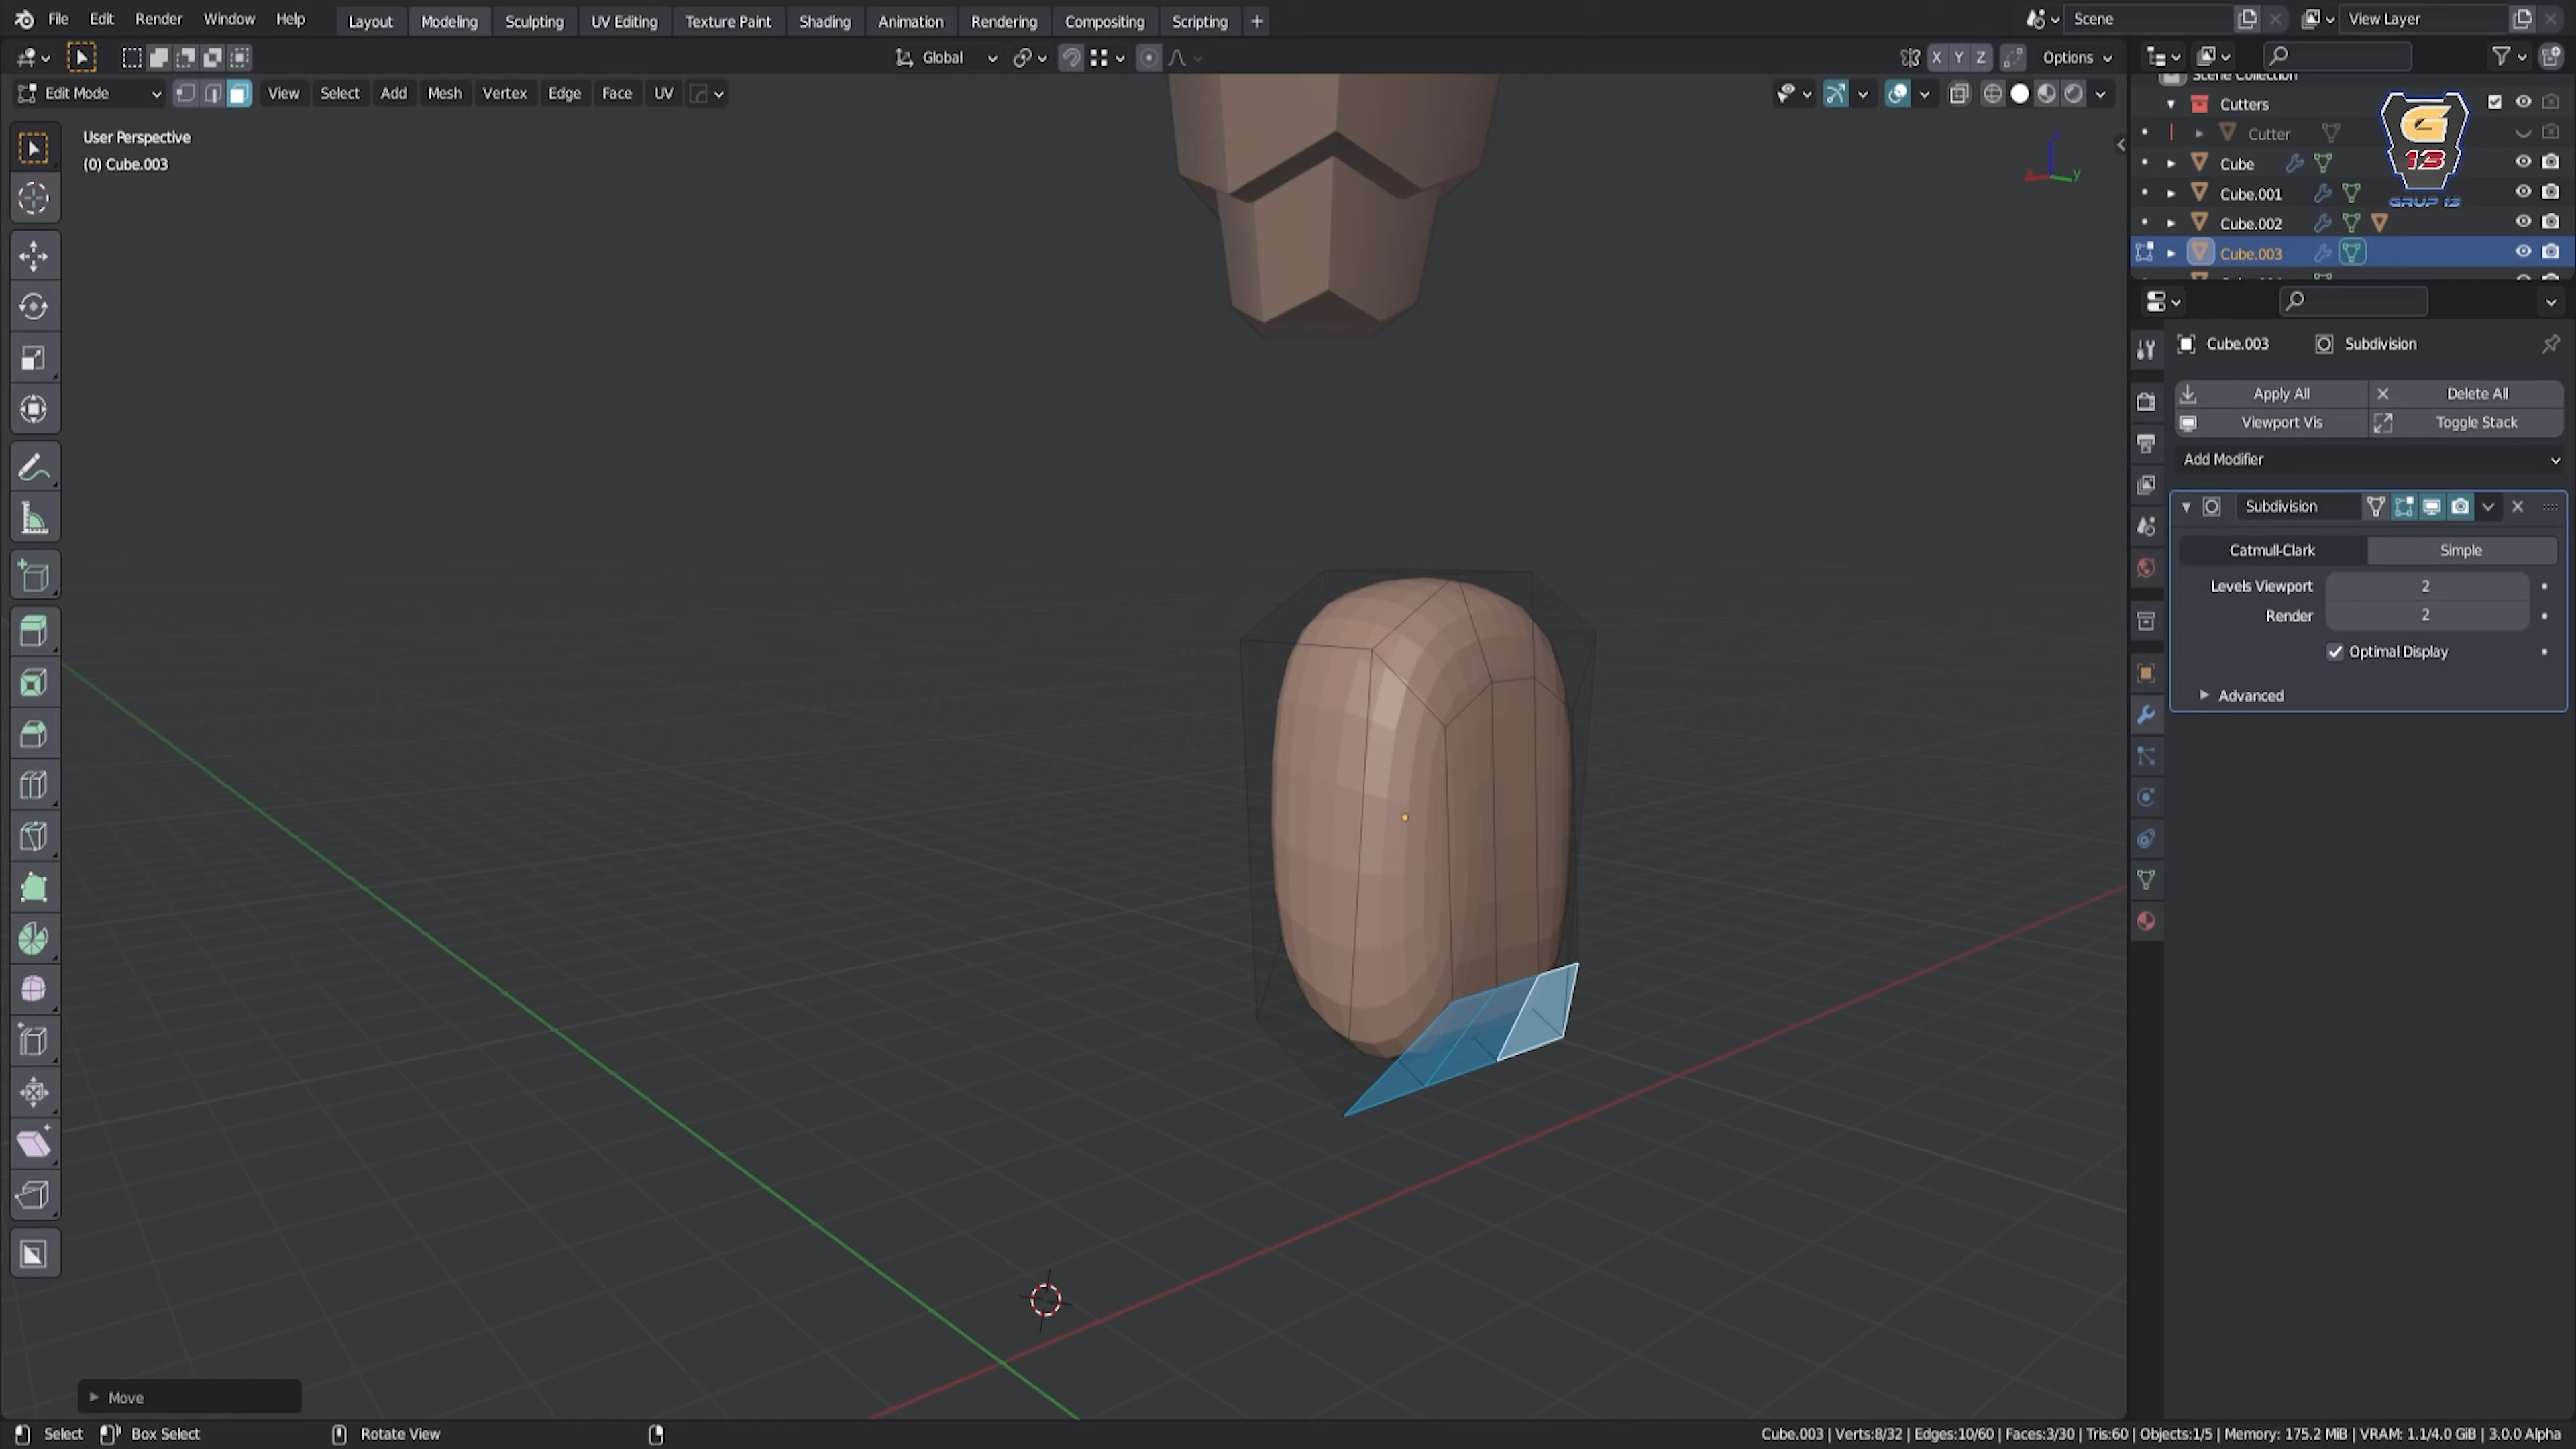 File Edit Render Window Help Layout Modeling Sculpting UV Editing Texture Paint Shading Animation Rendering Compositing Scripting + Scene View Layer
Global X Y Z Options
Edit Mode View Select Add Mesh Vertex Edge Face UV
User Perspective
(0) Cube.003
Y
Scene Collection
Cutters
Cutter
Cube
Cube.001
Cube.002
Cube.003
G
13
GRUP 13
Cube.003 Subdivision
Apply All Delete All
Viewport Vis Toggle Stack
Add Modifier
Subdivision
Catmull-Clark Simple
Levels Viewport 2
Render 2
Optimal Display
Advanced
Move
Select Box Select Rotate View Cube.003 | Verts:8/32 | Edges:10/60 | Faces:3/30 | Tris:60 | Objects:1/5 | Memory: 175.2 MiB | VRAM: 1.1/4.0 GiB | 3.0.0 Alpha